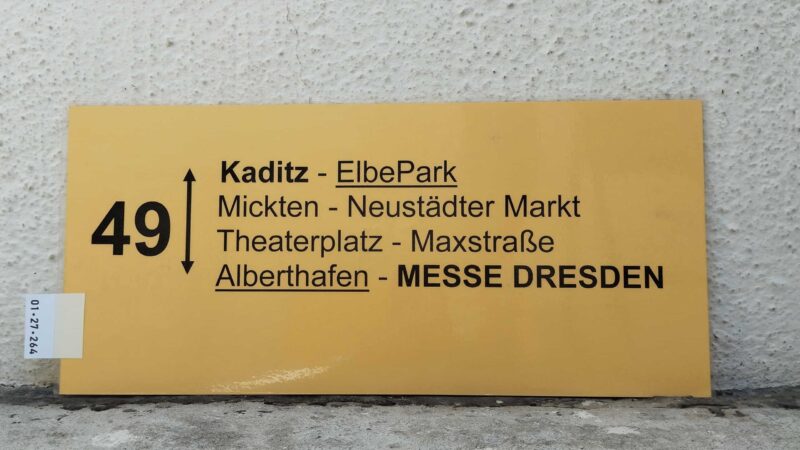 49
Kaditz - ElbePark
Mickten - Neustädter Markt
Theaterplatz - Maxstraße
Alberthafen - MESSE DRESDEN
01•27•264